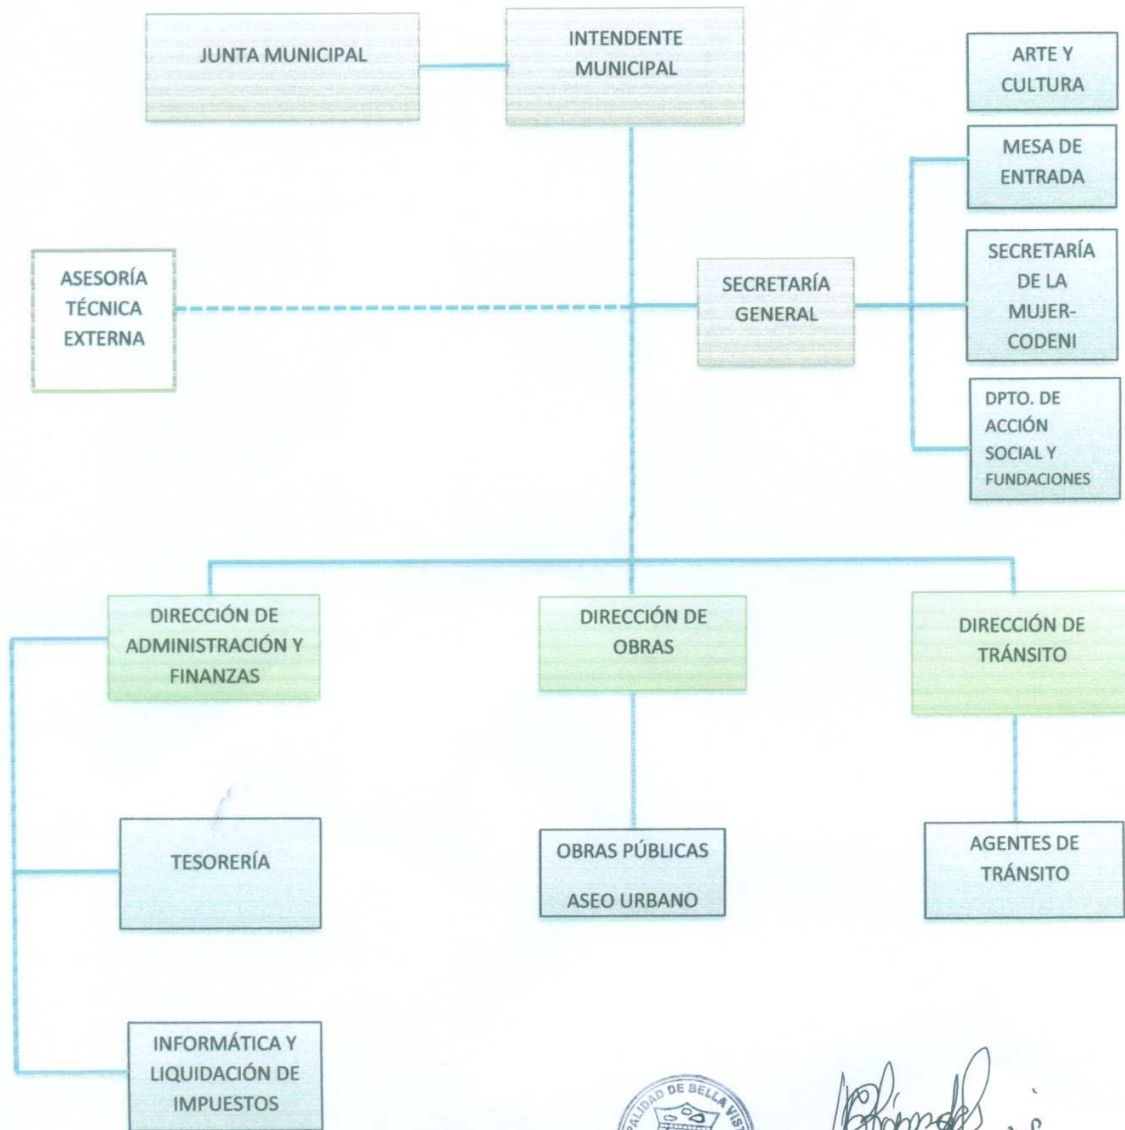 JUNTA MUNICIPAL
INTENDENTE
MUNICIPAL
ARTE Y
CULTURA
MESA DE
ENTRADA
SECRETARÍA
DE LA
MUJER-
CODENI
DPTO. DE
ACCIÓN
SOCIAL Y
FUNDACIONES
ASESORÍA
TÉCNICA
EXTERNA
SECRETARÍA
GENERAL
DIRECCIÓN DE
ADMINISTRACIÓN Y
FINANZAS
DIRECCIÓN DE
OBRAS
DIRECCIÓN DE
TRÁNSITO
TESORERÍA
OBRAS PÚBLICAS
ASEO URBANO
AGENTES DE
TRÁNSITO
INFORMÁTICA Y
LIQUIDACIÓN DE
IMPUESTOS
PALIDAD DE BELLA VIST